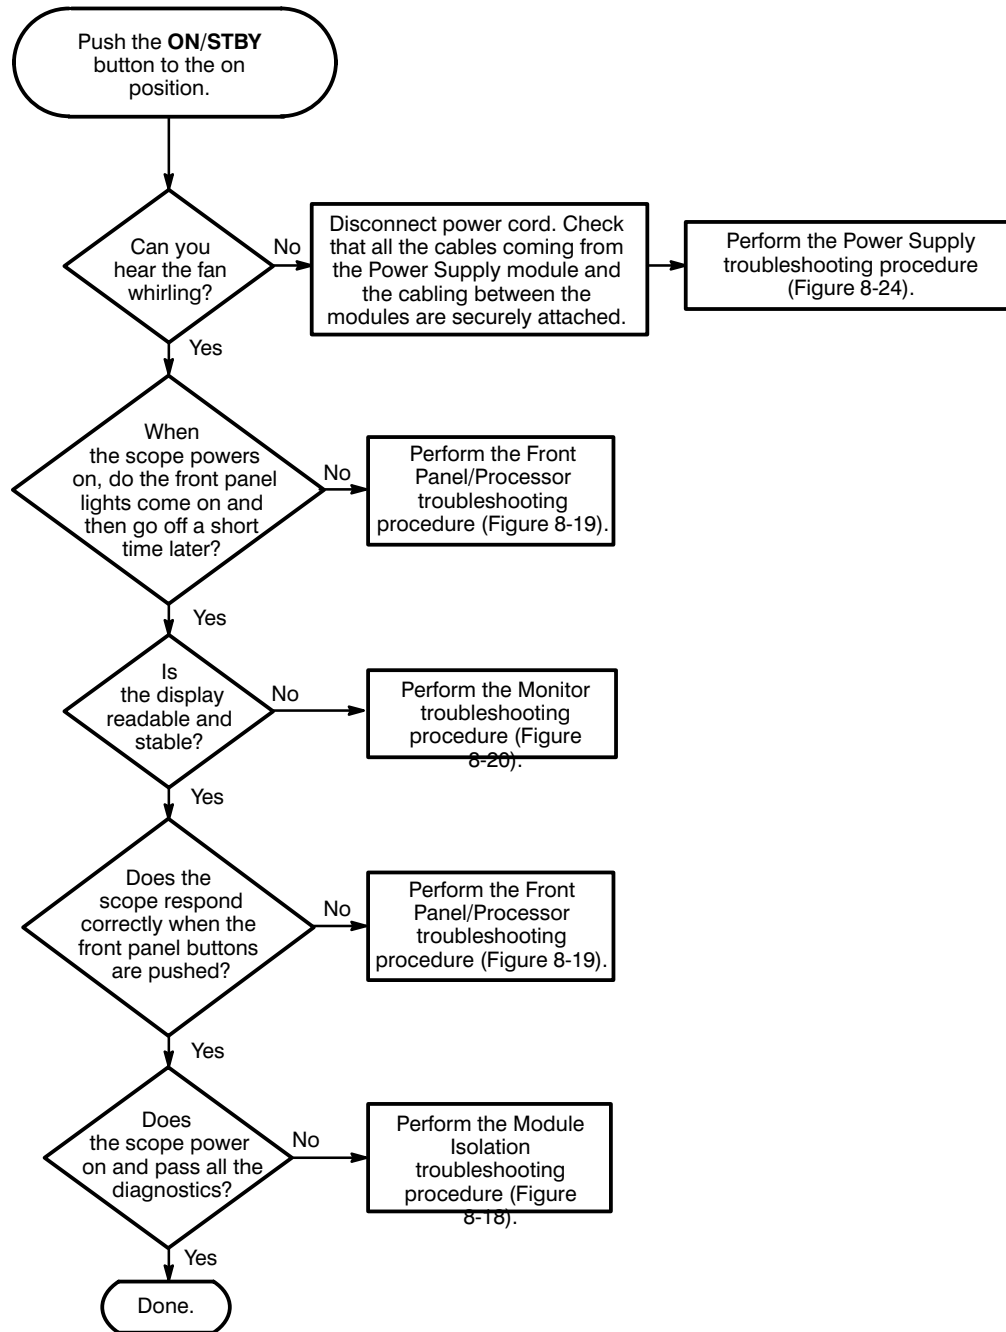 Push the ON/STBY
button to the on
position.
Can you
hear the fan
whirling?
No
Disconnect power cord. Check
that all the cables coming from
the Power Supply module and
the cabling between the
modules are securely attached.
Perform the Power Supply
troubleshooting procedure
(Figure 8-24).
Yes
When
the scope powers
on, do the front panel
lights come on and
then go off a short
time later?
No
Perform the Front
Panel/Processor
troubleshooting
procedure (Figure 8-19).
Yes
Is
the display
readable and
stable?
No
Perform the Monitor
troubleshooting
procedure (Figure
8-20).
Yes
Does the
scope respond
correctly when the
front panel buttons
are pushed?
No
Perform the Front
Panel/Processor
troubleshooting
procedure (Figure 8-19).
Yes
Does
the scope power
on and pass all the
diagnostics?
No
Perform the Module
Isolation
troubleshooting
procedure (Figure
8-18).
Yes
Done.